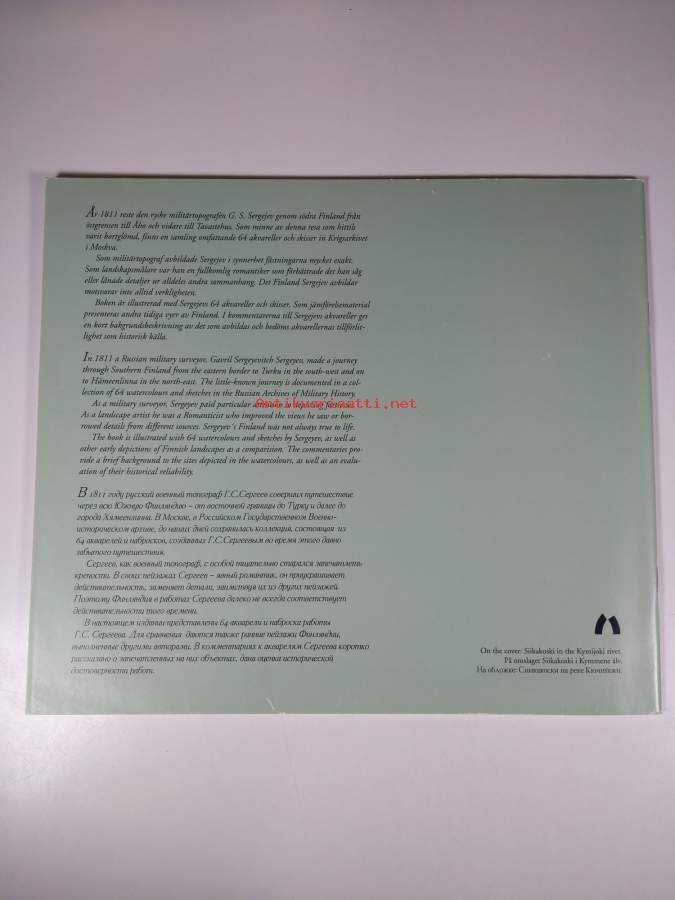 År 1811 reste den ryske militärtopografen G. S. Sergejev genom södra Finland från
östgränsen till Åbo och vidare till Tavastehus. Som minne av denna resa som hittils
varit bortglömd, finns en samling omfattande 64 akvareller och skisser in Krigsarkivet
i Moskva.
Som militärtopograf avbildade Sergejev i synnerhet fästningarna mycket exakt.
Som landskapsmålare var han en fullkomlig romantiker som förbättrade det han såg
eller lånade detaljer ur alldeles andra sammanhang. Det Finland Sergejev avbildar
motsvarar inte alltid verkligheten.
Boken är illustrerad med Sergejevs 64 akvareller och skisser. Som jämförelsematerial
presenteras andra tidiga vyer av Finland. I kommentarerna till Sergejevs akvareller ges
en kort bakgrundsbeskrivning av det som avbildas och bedöms akvarellernas tillförlit-
lighet som historisk källa.
In 1811 a Russian military surveyor, Gavril Sergeyevitch Sergeyev, made a journey
through Southern Finland from the eastern border to Turku in the south-west and on
to Hämeenlinna in the north-east. The little-known journey is documented in a col-
lection of 64 watercolours and sketches in the Russian Archives of Military History.
As a military surveyor, Sergeyev paid particular attention to depicting fortresses.
Antikvariaatti.net
As a landscape artist he was a Romanticist who improved the views he saw or bor-
rowed details from different sources. Sergeyev's Finland was not always true to life.
The book is illustrated with 64 watercolours and sketches by Sergeyev, as well as
other early depictions of Finnish landscapes as a comparision. The commentaries pro-
vide a brief background to the sites depicted in the watercolours, as well as an evalu-
ation of their historical reliability.
В 1811 году русский военный топограф Г.С.Сергеев совершил путешествие
через всю Южную Финляндию – от восточной границы до Турку и далее до
города Хямеенлинна. В Москве, в Российском Государственном Военно-
историческом архиве, до наших дней сохранилась коллекция, состоящая из
64 акварелей и набросков, созданных Г.С.Сергеевым во время этого давно
забытого путешествия.
Сергеев, как военный топограф, с особой тщательно старался запечатлеть
крепости. В своих пейзажах Сергеев – явный романтик, он приукрашивает
действительность, заменяет детали, заимствуя их из других пейзажей.
Поэтому Финляндия в работах Сергеева далеко не всегда соответствует
действительности того времени.
В настоящем издании представлены 64 акварели и наброска работы
Г.С. Сергеева. Для сравнения даются также ранние пейзажи Финляндии,
выполненные другими авторами. В комментариях к акварелям Сергеева коротко
рассказано о запечатленных на них объектах, дана оценка исторической
достоверности работ.
On the cover: Siikakoski in the Kymijoki river.
På omslaget Siikakoski i Kymmene älv.
На обложке: Сиикакоски на реке Кюмийоки.